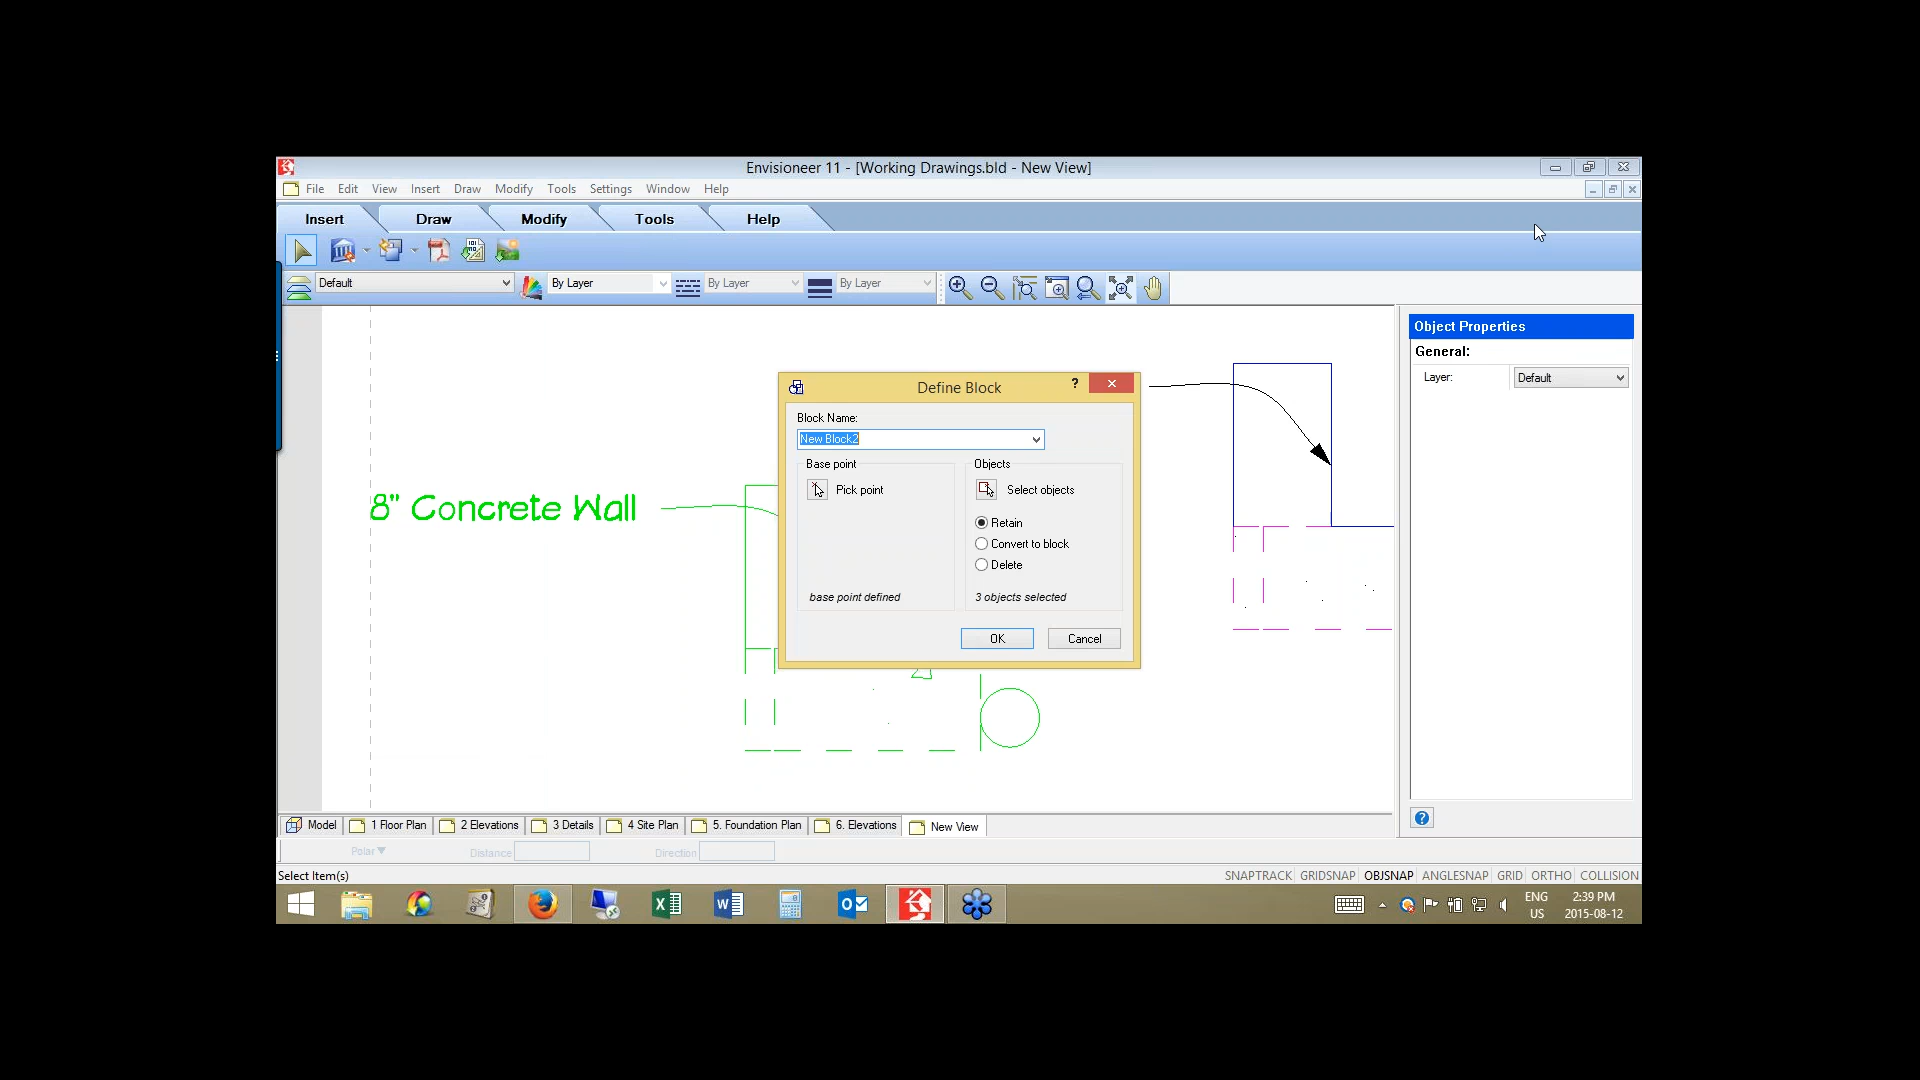 Envisioneer 11 - [Working Drawings.bld - New View]
File Edit View Insert Draw Modify Tools Settings Window Help
Insert Draw Modify Tools Help
Default By Layer By Layer By Layer
Object Properties
General:
Layer: Default
Define Block
?
Block Name:
New Block2
Base point
Pick point
base point defined
Objects
Select objects
Retain
Convert to block
Delete
3 objects selected
OK Cancel
8" Concrete Wall
Model 1 Floor Plan 2 Elevations 3 Details 4 Site Plan 5. Foundation Plan 6. Elevations New View
Polar Distance Direction
Select Item(s) SNAPTRACK GRIDSNAP OBJSNAP ANGLESNAP GRID ORTHO COLLISION
ENG 2:39 PM
US 2015-08-12